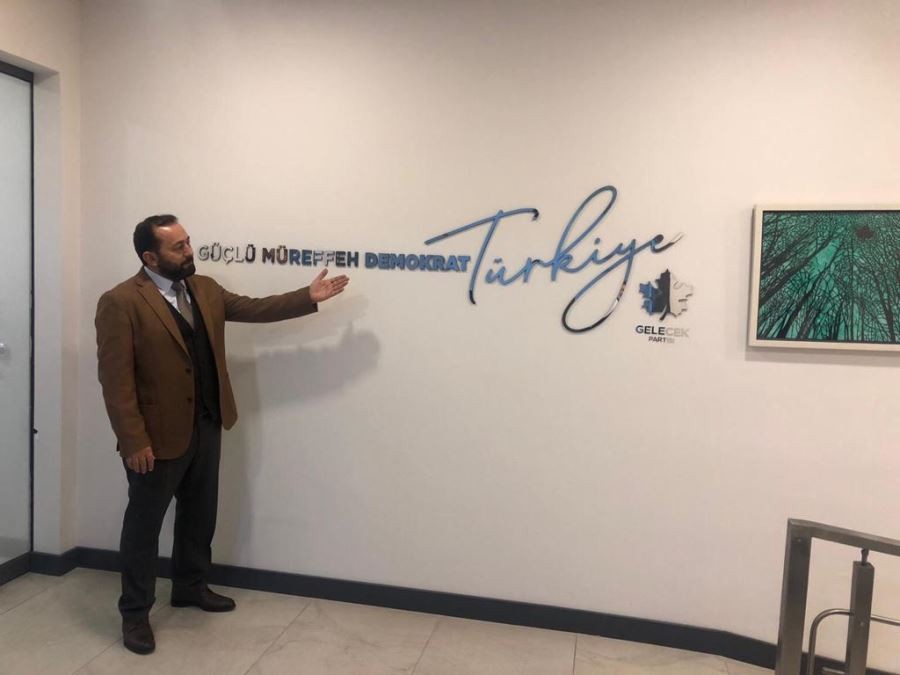 GÜÇLÜ MÜREFFEH DEMOKRAT Türkiye
GELECEK
PARTİSİ